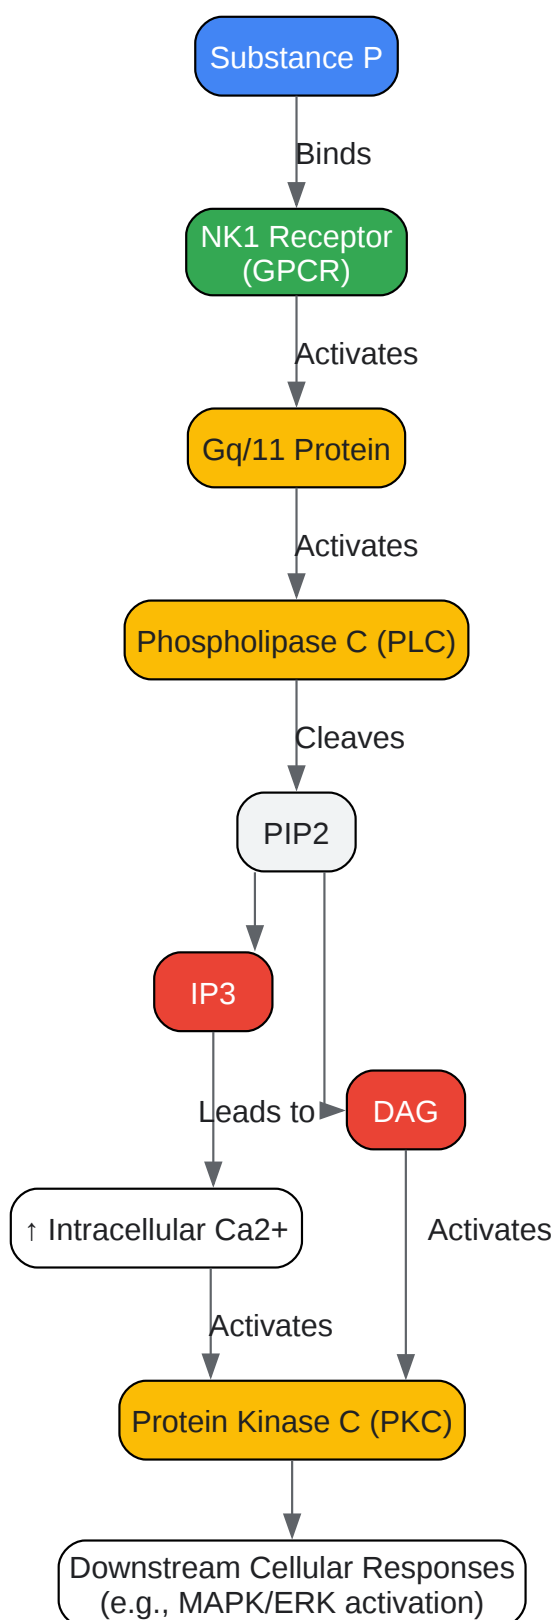 Substance P
Binds
NK1 Receptor
(GPCR)
Activates
Gq/11 Protein
Activates
Phospholipase C (PLC)
Cleaves
PIP2
IP3
Leads to
DAG
↑ Intracellular Ca2+
Activates
Activates
Protein Kinase C (PKC)
Downstream Cellular Responses
(e.g., MAPK/ERK activation)